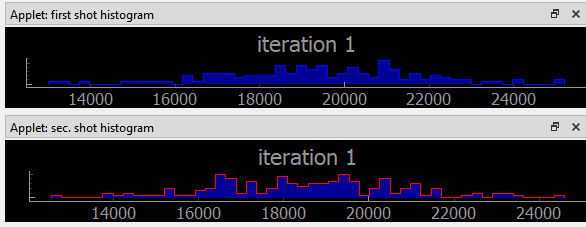 Applet: first shot histogram
iteration 1
14000 16000 18000 20000 22000 24000
Applet: sec. shot histogram
iteration 1
14000 16000 18000 20000 22000 24000